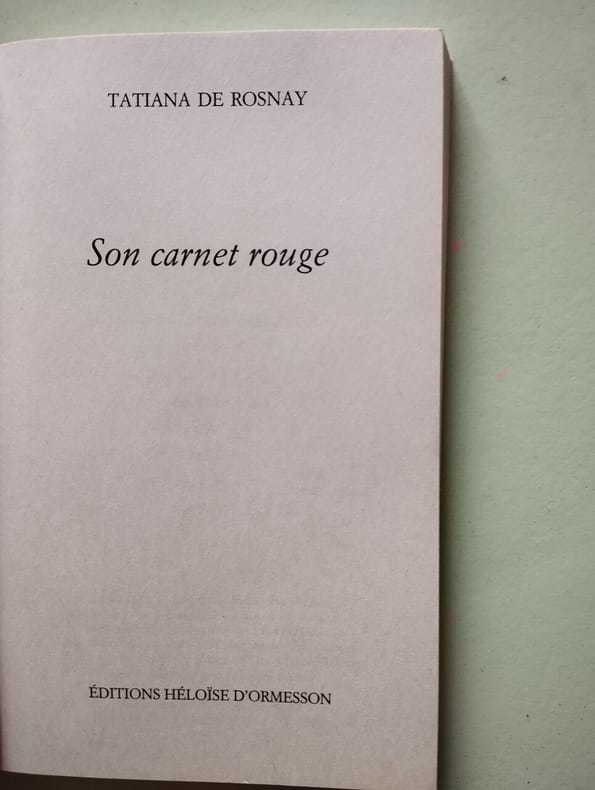 TATIANA DE ROSNAY
Son carnet rouge
ÉDITIONS HÉLOÏSE D'ORMESSON